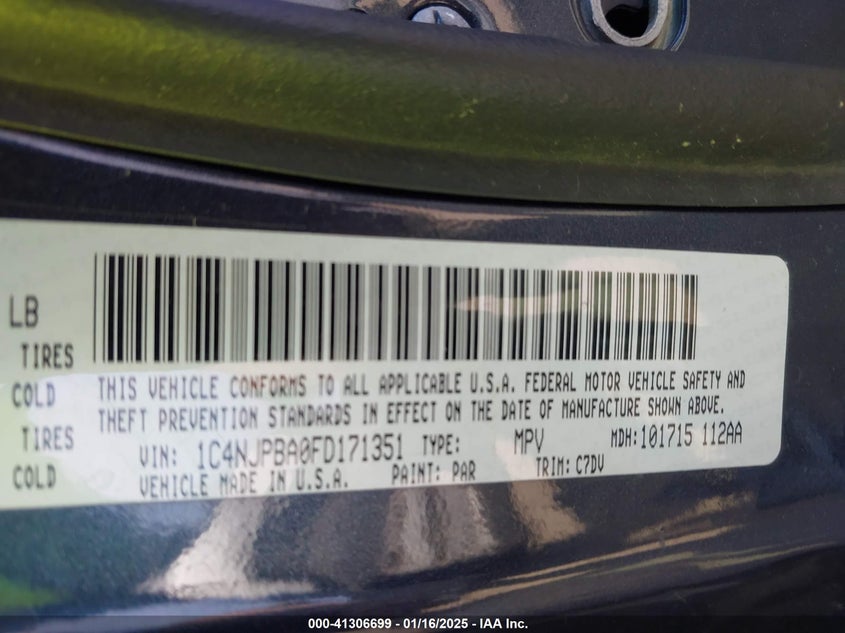 LB
TIRES
COLD
TIRES
COLD
THIS VEHICLE CONFORMS TO ALL APPLICABLE U.S.A. FEDERAL MOTOR VEHICLE SAFETY AND
THEFT PREVENTION STANDARDS IN EFFECT ON THE DATE OF MANUFACTURE SHOWN ABOVE.
VIN: 1C4NJPBA0FD171351 TYPE: MPV MDH: 101715 112AA
VEHICLE MADE IN U.S.A. PAINT: PAR TRIM: C7DV
000-41306699 - 01/16/2025 - IAA Inc.